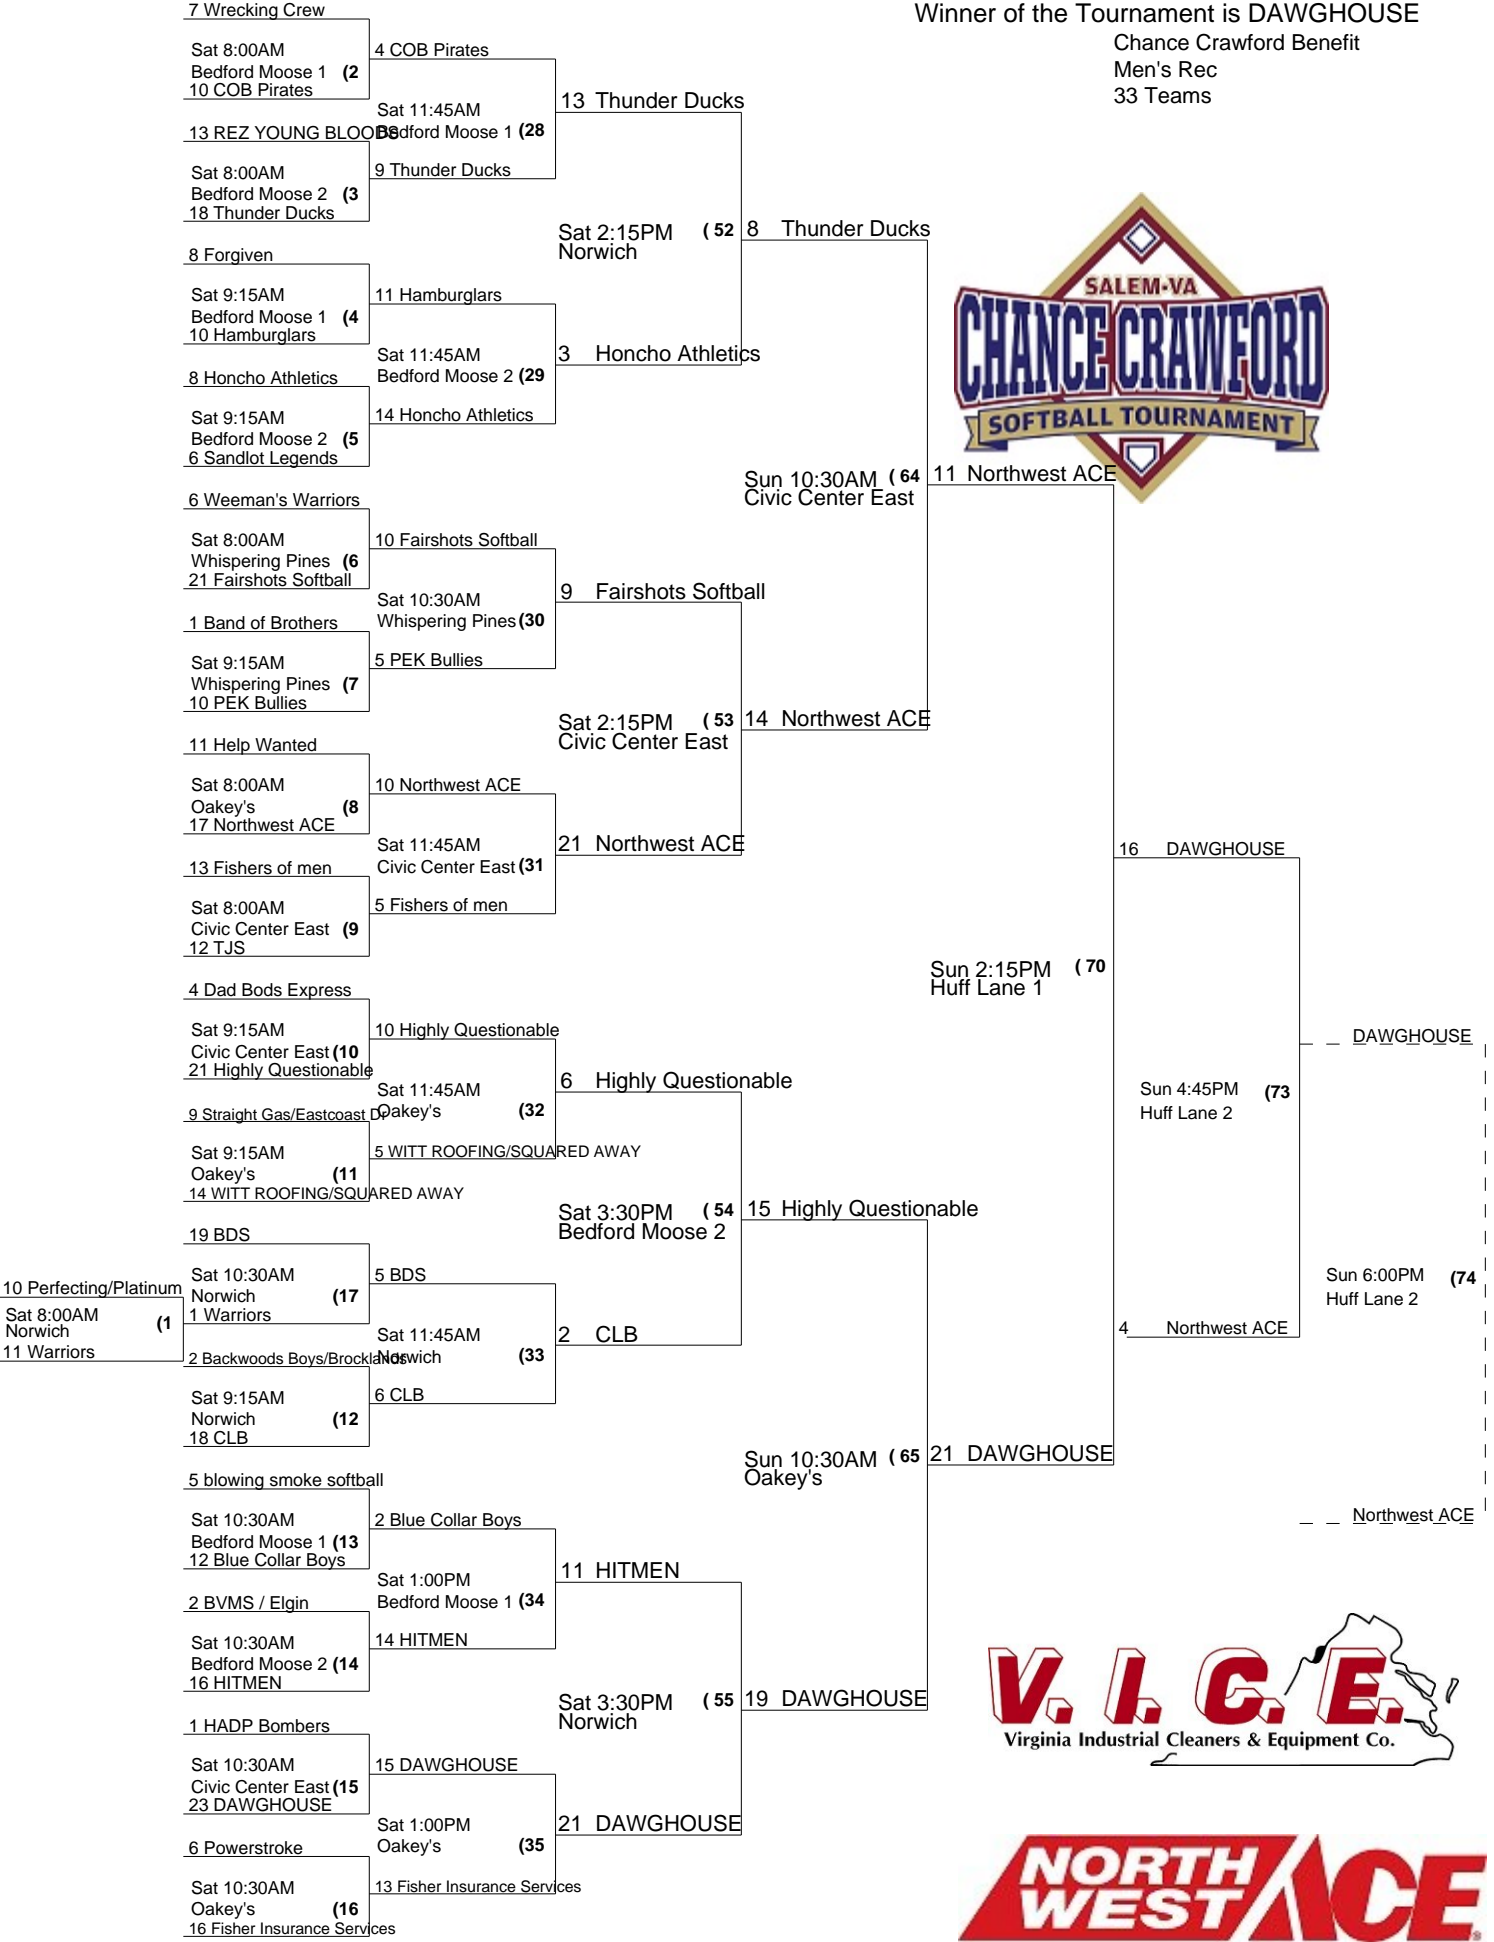 Winner of the Tournament is DAWGHOUSE
Chance Crawford Benefit
Men's Rec
33 Teams
7 Wrecking Crew
Sat 8:00AM
Bedford Moose 1 (2
10 COB Pirates
4 COB Pirates
Sat 11:45AM
Bedford Moose 1 (28
13 REZ YOUNG BLOODS
Sat 8:00AM
Bedford Moose 2 (3
18 Thunder Ducks
9 Thunder Ducks
13 Thunder Ducks
Sat 2:15PM ( 52
Norwich
8 Forgiven
Sat 9:15AM
Bedford Moose 1 (4
10 Hamburglars
11 Hamburglars
Sat 11:45AM
Bedford Moose 2 (29
8 Honcho Athletics
Sat 9:15AM
Bedford Moose 2 (5
6 Sandlot Legends
14 Honcho Athletics
3 Honcho Athletics
8 Thunder Ducks
Sun 10:30AM ( 64
Civic Center East
6 Weeman's Warriors
Sat 8:00AM
Whispering Pines (6
21 Fairshots Softball
10 Fairshots Softball
Sat 10:30AM
Whispering Pines (30
1 Band of Brothers
Sat 9:15AM
Whispering Pines (7
10 PEK Bullies
5 PEK Bullies
9 Fairshots Softball
Sat 2:15PM ( 53
Civic Center East
11 Help Wanted
Sat 8:00AM
Oakey's (8
17 Northwest ACE
10 Northwest ACE
Sat 11:45AM
Civic Center East (31
13 Fishers of men
Sat 8:00AM
Civic Center East (9
12 TJS
5 Fishers of men
21 Northwest ACE
14 Northwest ACE
11 Northwest ACE
Sun 2:15PM ( 70
Huff Lane 1
4 Dad Bods Express
Sat 9:15AM
Civic Center East (10
21 Highly Questionable
10 Highly Questionable
Sat 11:45AM
Oakey's (32
9 Straight Gas/Eastcoast Dr
Sat 9:15AM
Oakey's (11
14 WITT ROOFING/SQUARED AWAY
5 WITT ROOFING/SQUARED AWAY
6 Highly Questionable
Sat 3:30PM ( 54
Bedford Moose 2
10 Perfecting/Platinum
Sat 8:00AM
Norwich (1
11 Warriors
19 BDS
Sat 10:30AM
Norwich (17
1 Warriors
5 BDS
Sat 11:45AM
Norwich (33
2 Backwoods Boys/Brocklands
Sat 9:15AM
Norwich (12
18 CLB
6 CLB
2 CLB
15 Highly Questionable
Sun 10:30AM ( 65
Oakey's
5 blowing smoke softball
Sat 10:30AM
Bedford Moose 1 (13
12 Blue Collar Boys
2 Blue Collar Boys
Sat 1:00PM
Bedford Moose 1 (34
2 BVMS / Elgin
Sat 10:30AM
Bedford Moose 2 (14
16 HITMEN
14 HITMEN
11 HITMEN
Sat 3:30PM ( 55
Norwich
1 HADP Bombers
Sat 10:30AM
Civic Center East (15
23 DAWGHOUSE
15 DAWGHOUSE
Sat 1:00PM
Oakey's (35
6 Powerstroke
Sat 10:30AM
Oakey's (16
16 Fisher Insurance Services
13 Fisher Insurance Services
21 DAWGHOUSE
19 DAWGHOUSE
21 DAWGHOUSE
16 DAWGHOUSE
Sun 4:45PM (73
Huff Lane 2
4 Northwest ACE
DAWGHOUSE
Sun 6:00PM (74
Huff Lane 2
Northwest ACE
SALEM-VA
CHANCE CRAWFORD
SOFTBALL TOURNAMENT
V. I. C. E.
Virginia Industrial Cleaners & Equipment Co.
NORTH
WEST
ACE